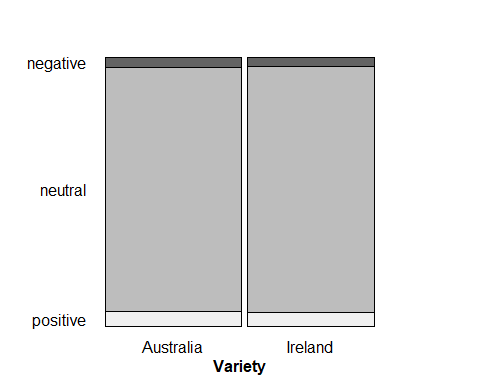 negative
neutral
positive
Australia Ireland
Variety